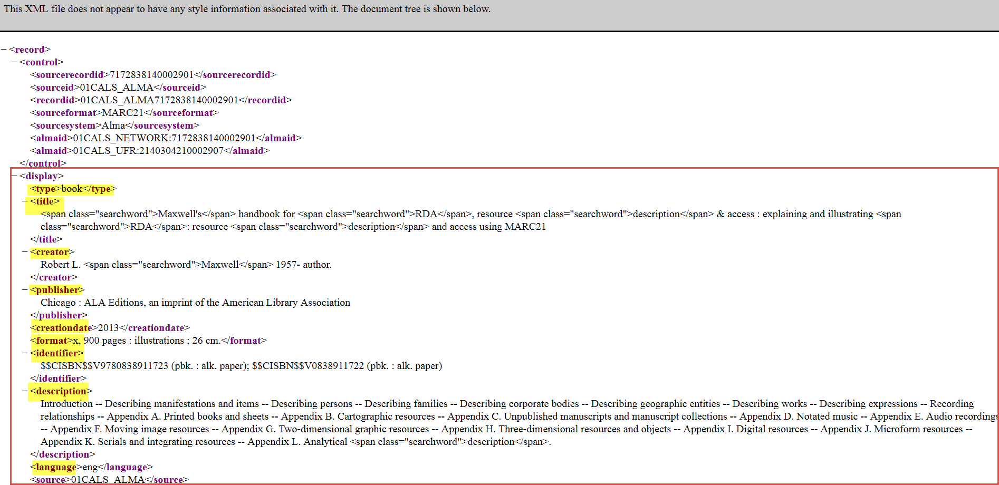 This XML file does not appear to have any style information associated with it. The document tree is shown below.
− <record>
− <control>
<sourcerecordid>7172838140002901</sourcerecordid>
<sourceid>01CALS_ALMA</sourceid>
<recordid>01CALS_ALMA7172838140002901</recordid>
<sourceformat>MARC21</sourceformat>
<sourcesystem>Alma</sourcesystem>
<almaid>01CALS_NETWORK:7172838140002901</almaid>
<almaid>01CALS_UFR:2140304210002907</almaid>
</control>
− <display>
<type>book</type>
− <title>
<span class="searchword">Maxwell's</span> handbook for <span class="searchword">RDA</span>, resource <span class="searchword">description</span> & access : explaining and illustrating <span
class="searchword">RDA</span>: resource <span class="searchword">description</span> and access using MARC21
</title>
− <creator>
Robert L. <span class="searchword">Maxwell</span> 1957- author.
</creator>
− <publisher>
Chicago : ALA Editions, an imprint of the American Library Association
</publisher>
<creationdate>2013</creationdate>
<format>x, 900 pages : illustrations ; 26 cm.</format>
− <identifier>
$$CISBN$$V9780838911723 (pbk. : alk. paper); $$CISBN$$V0838911722 (pbk. : alk. paper)
</identifier>
− <description>
Introduction -- Describing manifestations and items -- Describing persons -- Describing families -- Describing corporate bodies -- Describing geographic entities -- Describing works -- Describing expressions -- Recording
relationships -- Appendix A. Printed books and sheets -- Appendix B. Cartographic resources -- Appendix C. Unpublished manuscripts and manuscript collections -- Appendix D. Notated music -- Appendix E. Audio recordings
-- Appendix F. Moving image resources -- Appendix G. Two-dimensional graphic resources -- Appendix H. Three-dimensional resources and objects -- Appendix I. Digital resources -- Appendix J. Microform resources --
Appendix K. Serials and integrating resources -- Appendix L. Analytical <span class="searchword">description</span>.
</description>
<language>eng</language>
<source>01CALS_ALMA</source>